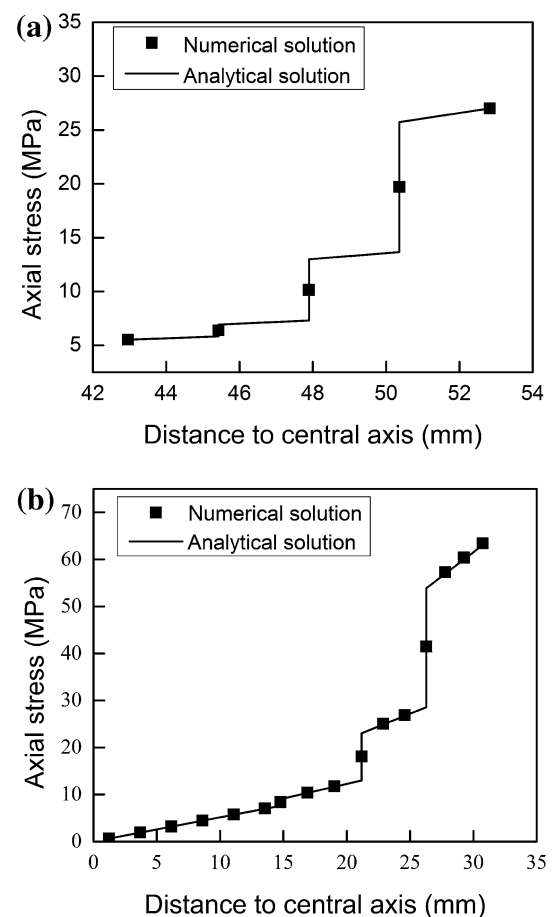 (a)
Numerical solution
Analytical solution
Axial stress (MPa)
35
30
25
20
15
10
5
42 44 46 48 50 52 54
Distance to central axis (mm)
(b)
Numerical solution
Analytical solution
Axial stress (MPa)
70
60
50
40
30
20
10
0
0 5 10 15 20 25 30 35
Distance to central axis (mm)